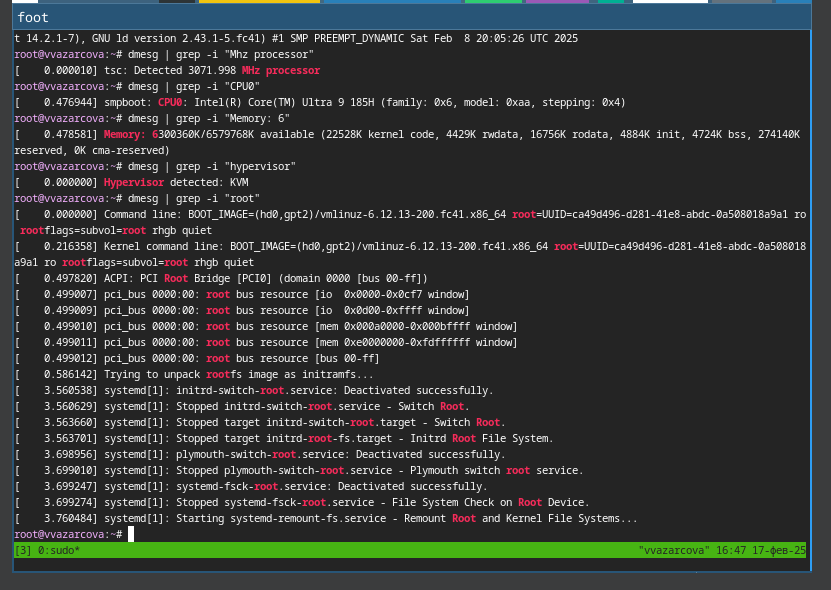 foot
t 14.2.1-7), GNU ld version 2.43.1-5.fc41) #1 SMP PREEMPT_DYNAMIC Sat Feb  8 20:05:26 UTC 2025
root@vvazarcova:~# dmesg | grep -i "Mhz processor"
[    0.000010] tsc: Detected 3071.998 MHz processor
root@vvazarcova:~# dmesg | grep -i "CPU0"
[    0.476944] smpboot: CPU0: Intel(R) Core(TM) Ultra 9 185H (family: 0x6, model: 0xaa, stepping: 0x4)
root@vvazarcova:~# dmesg | grep -i "Memory: 6"
[    0.478581] Memory: 6300360K/6579768K available (22528K kernel code, 4429K rwdata, 16756K rodata, 4884K init, 4724K bss, 274140K
reserved, 0K cma-reserved)
root@vvazarcova:~# dmesg | grep -i "hypervisor"
[    0.000000] Hypervisor detected: KVM
root@vvazarcova:~# dmesg | grep -i "root"
[    0.000000] Command line: BOOT_IMAGE=(hd0,gpt2)/vmlinuz-6.12.13-200.fc41.x86_64 root=UUID=ca49d496-d281-41e8-abdc-0a508018a9a1 ro
 rootflags=subvol=root rhgb quiet
[    0.216358] Kernel command line: BOOT_IMAGE=(hd0,gpt2)/vmlinuz-6.12.13-200.fc41.x86_64 root=UUID=ca49d496-d281-41e8-abdc-0a508018
a9a1 ro rootflags=subvol=root rhgb quiet
[    0.497820] ACPI: PCI Root Bridge [PCI0] (domain 0000 [bus 00-ff])
[    0.499007] pci_bus 0000:00: root bus resource [io  0x0000-0x0cf7 window]
[    0.499009] pci_bus 0000:00: root bus resource [io  0x0d00-0xffff window]
[    0.499010] pci_bus 0000:00: root bus resource [mem 0x000a0000-0x000bffff window]
[    0.499011] pci_bus 0000:00: root bus resource [mem 0xe0000000-0xfdffffff window]
[    0.499012] pci_bus 0000:00: root bus resource [bus 00-ff]
[    0.586142] Trying to unpack rootfs image as initramfs...
[    3.560538] systemd[1]: initrd-switch-root.service: Deactivated successfully.
[    3.560629] systemd[1]: Stopped initrd-switch-root.service - Switch Root.
[    3.563660] systemd[1]: Stopped target initrd-switch-root.target - Switch Root.
[    3.563701] systemd[1]: Stopped target initrd-root-fs.target - Initrd Root File System.
[    3.698956] systemd[1]: plymouth-switch-root.service: Deactivated successfully.
[    3.699010] systemd[1]: Stopped plymouth-switch-root.service - Plymouth switch root service.
[    3.699247] systemd[1]: systemd-fsck-root.service: Deactivated successfully.
[    3.699274] systemd[1]: Stopped systemd-fsck-root.service - File System Check on Root Device.
[    3.760484] systemd[1]: Starting systemd-remount-fs.service - Remount Root and Kernel File Systems...
root@vvazarcova:~#
[3] 0:sudo* "vvazarcova" 16:47 17-фев-25